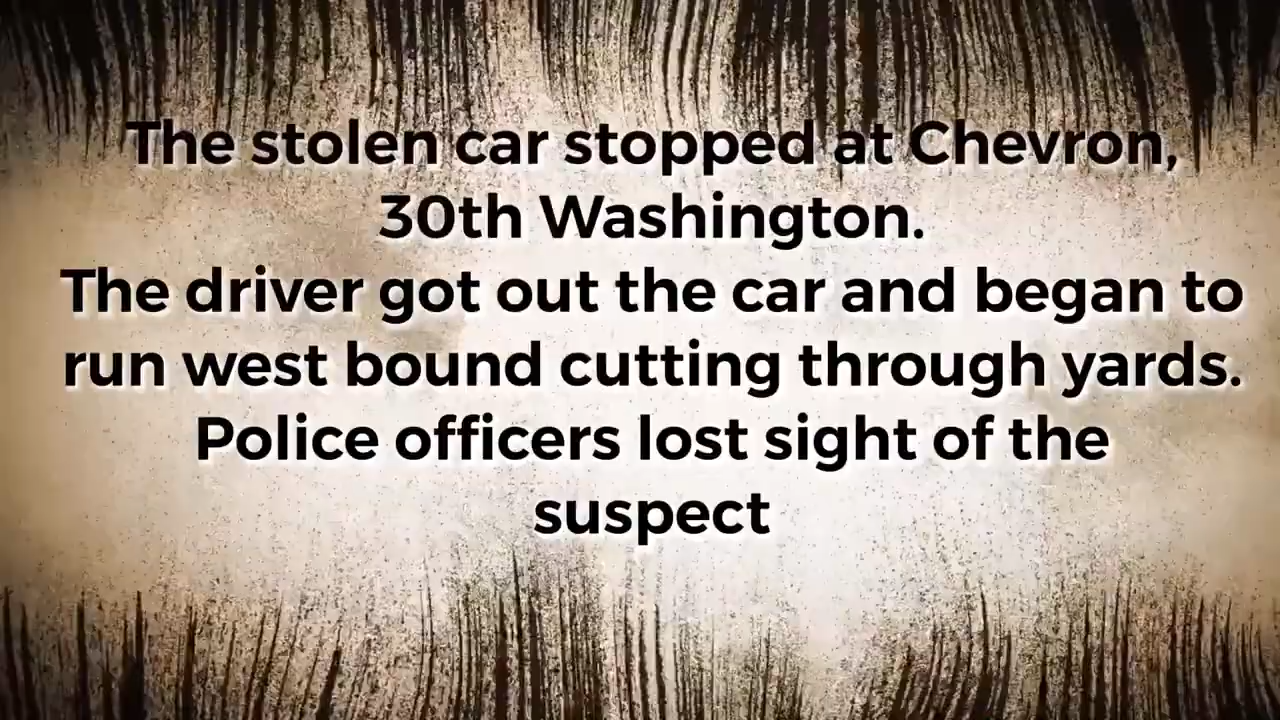 The stolen car stopped at Chevron,
30th Washington.
The driver got out the car and began to
run west bound cutting through yards.
Police officers lost sight of the
suspect